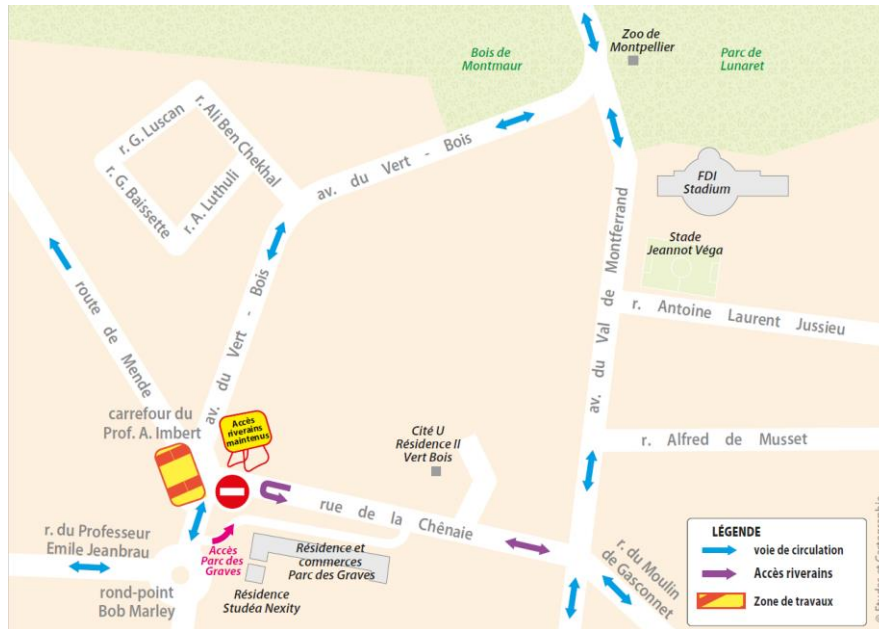 Bois de
Montmaur
Zoo de
Montpellier
Parc de
Lunaret
r. G. Luscan
r. Ali Ben Chekhal
r. G. Baissette
r. A. Luthuli
av. du Vert - Bois
FDI
Stadium
Stade
Jeannot Véga
av. du Val de Montferrand
r. Antoine Laurent Jussieu
route de Mende
av. du Vert - Bois
carrefour du
Prof. A. Imbert
Accès
riverains
maintenus
Cité U
Résidence II
Vert Bois
r. Alfred de Musset
rue de la Chênaie
r. du Professeur
Emile Jeanbrau
Accès
Parc des
Graves
Résidence et
commerces
Parc des Graves
Résidence
Studéa Nexity
rond-point
Bob Marley
r. du Moulin
de Gasconnet
LÉGENDE
voie de circulation
Accès riverains
Zone de travaux
© Etudes et Cartographie